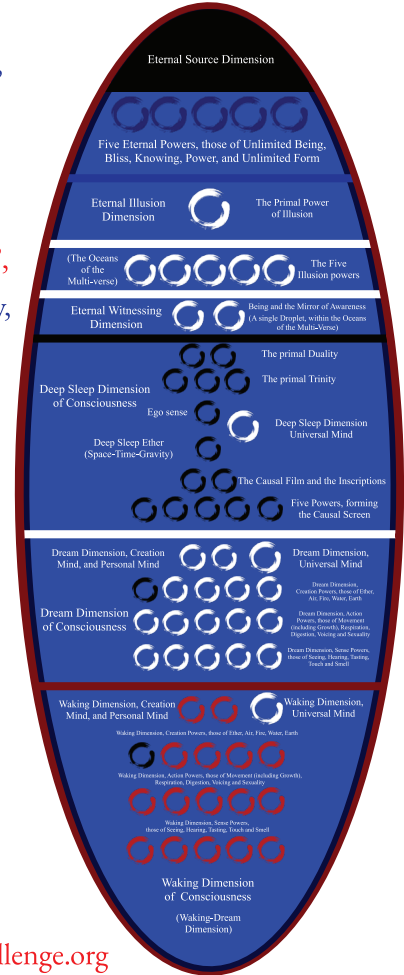 Eternal Source Dimension
Five Eternal Powers, those of Unlimited Being,
Bliss, Knowing, Power, and Unlimited Form
Eternal Illusion
Dimension
The Primal Power
of Illusion
(The Oceans
of the
Multi-verse)
The Five
Illusion powers
Eternal Witnessing
Dimension
Being and the Mirror of Awareness
(A single Droplet, within the Oceans
of the Multi-Verse)
The primal Duality
The primal Trinity
Deep Sleep Dimension
of Consciousness
Ego sense
Deep Sleep Dimension
Universal Mind
Deep Sleep Ether
(Space-Time-Gravity)
The Causal Film and the Inscriptions
Five Powers, forming
the Causal Screen
Dream Dimension, Creation
Mind, and Personal Mind
Dream Dimension,
Universal Mind
Dream Dimension,
Creation Powers, those of Ether,
Air, Fire, Water, Earth
Dream Dimension
of Consciousness
Dream Dimension, Action
Powers, those of Movement
(including Growth), Respiration,
Digestion, Voicing and Sexuality
Dream Dimension, Sense Powers,
those of Seeing, Hearing, Tasting,
Touch and Smell
Waking Dimension, Creation
Mind, and Personal Mind
Waking Dimension,
Universal Mind
Waking Dimension, Creation Powers, those of Ether, Air, Fire, Water, Earth
Waking Dimension, Action Powers, those of Movement (including Growth),
Respiration, Digestion, Voicing and Sexuality
Waking Dimension, Sense Powers,
those of Seeing, Hearing, Tasting, Touch and Smell
Waking Dimension
of Consciousness
(Waking-Dream
Dimension)
llenge.org